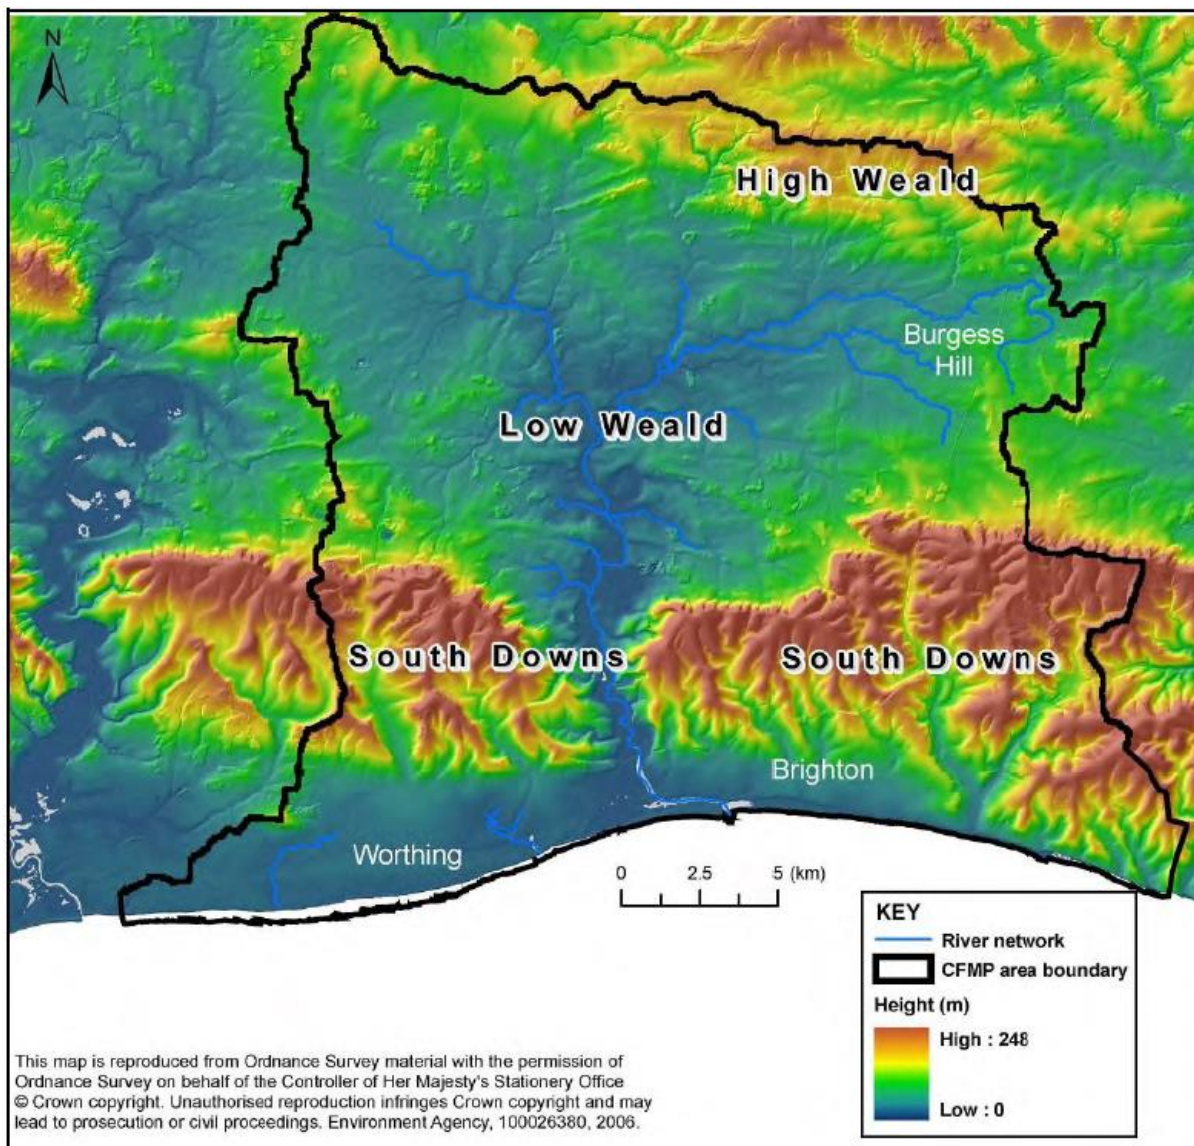 N
High Weald
Burgess
Hill
Low Weald
South Downs
South Downs
Brighton
Worthing
0 2.5 5 (km)
KEY
River network
CFMP area boundary
Height (m)
High : 248
Low : 0
This map is reproduced from Ordnance Survey material with the permission of
Ordnance Survey on behalf of the Controller of Her Majesty's Stationery Office
© Crown copyright. Unauthorised reproduction infringes Crown copyright and may
lead to prosecution or civil proceedings. Environment Agency, 100026380, 2006.